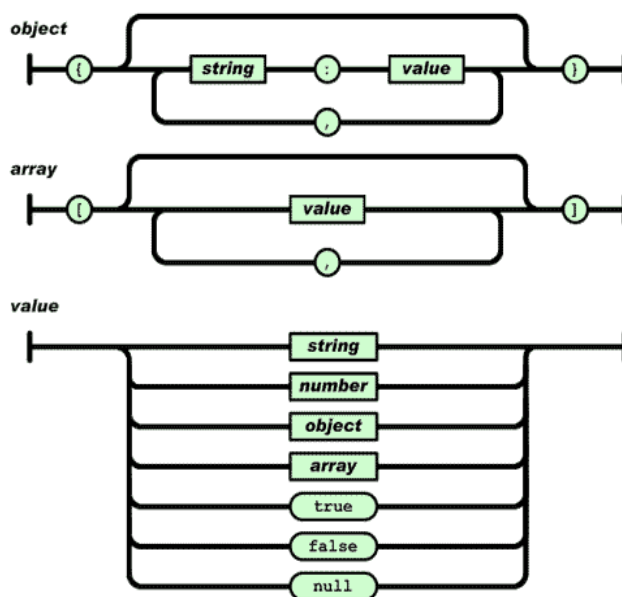 object
{ string : value }
,
array
[ value ]
,
value
string
number
object
array
true
false
null